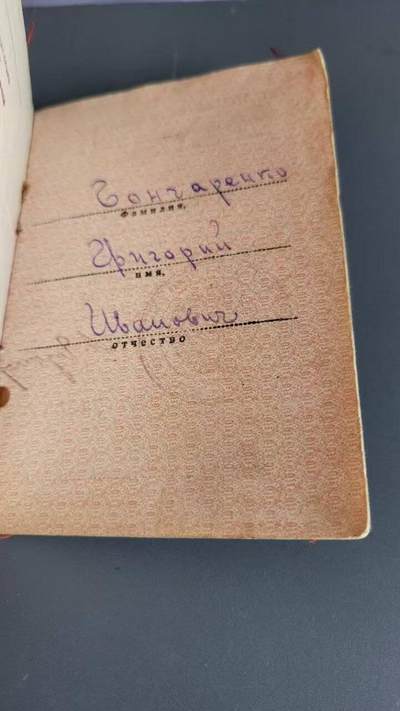 Гончаренко
фамилия,
Григорий
имя,
Иванович
отчество